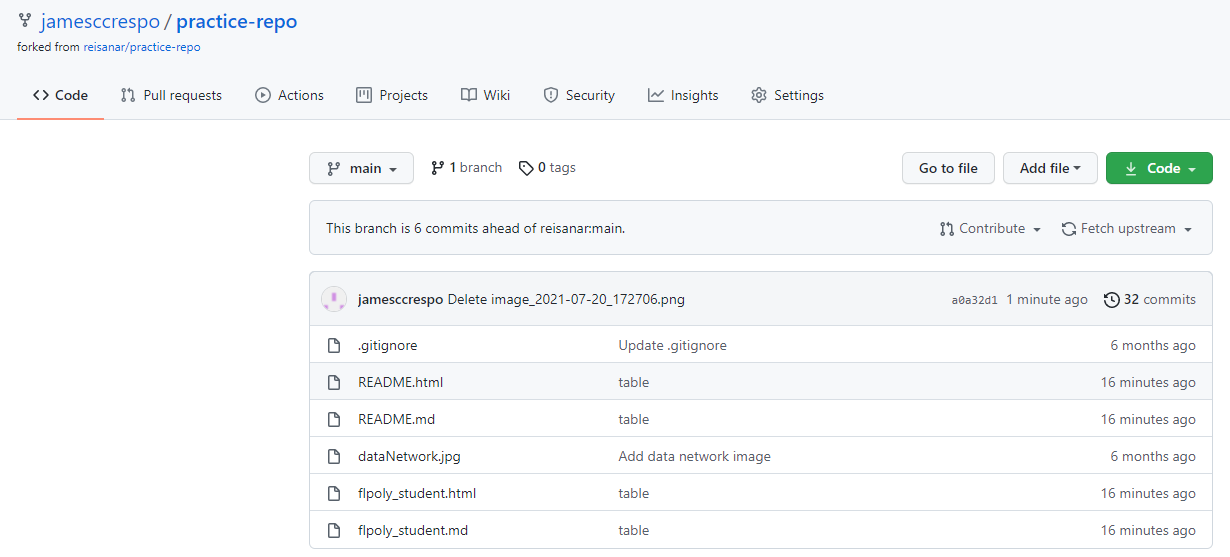 jamesccrespo / practice-repo
forked from reisanar/practice-repo
Code Pull requests Actions Projects Wiki Security Insights Settings
main 1 branch 0 tags Go to file Add file Code
This branch is 6 commits ahead of reisanar:main. Contribute Fetch upstream
jamesccrespo Delete image_2021-07-20_172706.png a0a32d1 1 minute ago 32 commits
.gitignore Update .gitignore 6 months ago
README.html table 16 minutes ago
README.md table 16 minutes ago
dataNetwork.jpg Add data network image 6 months ago
flpoly_student.html table 16 minutes ago
flpoly_student.md table 16 minutes ago